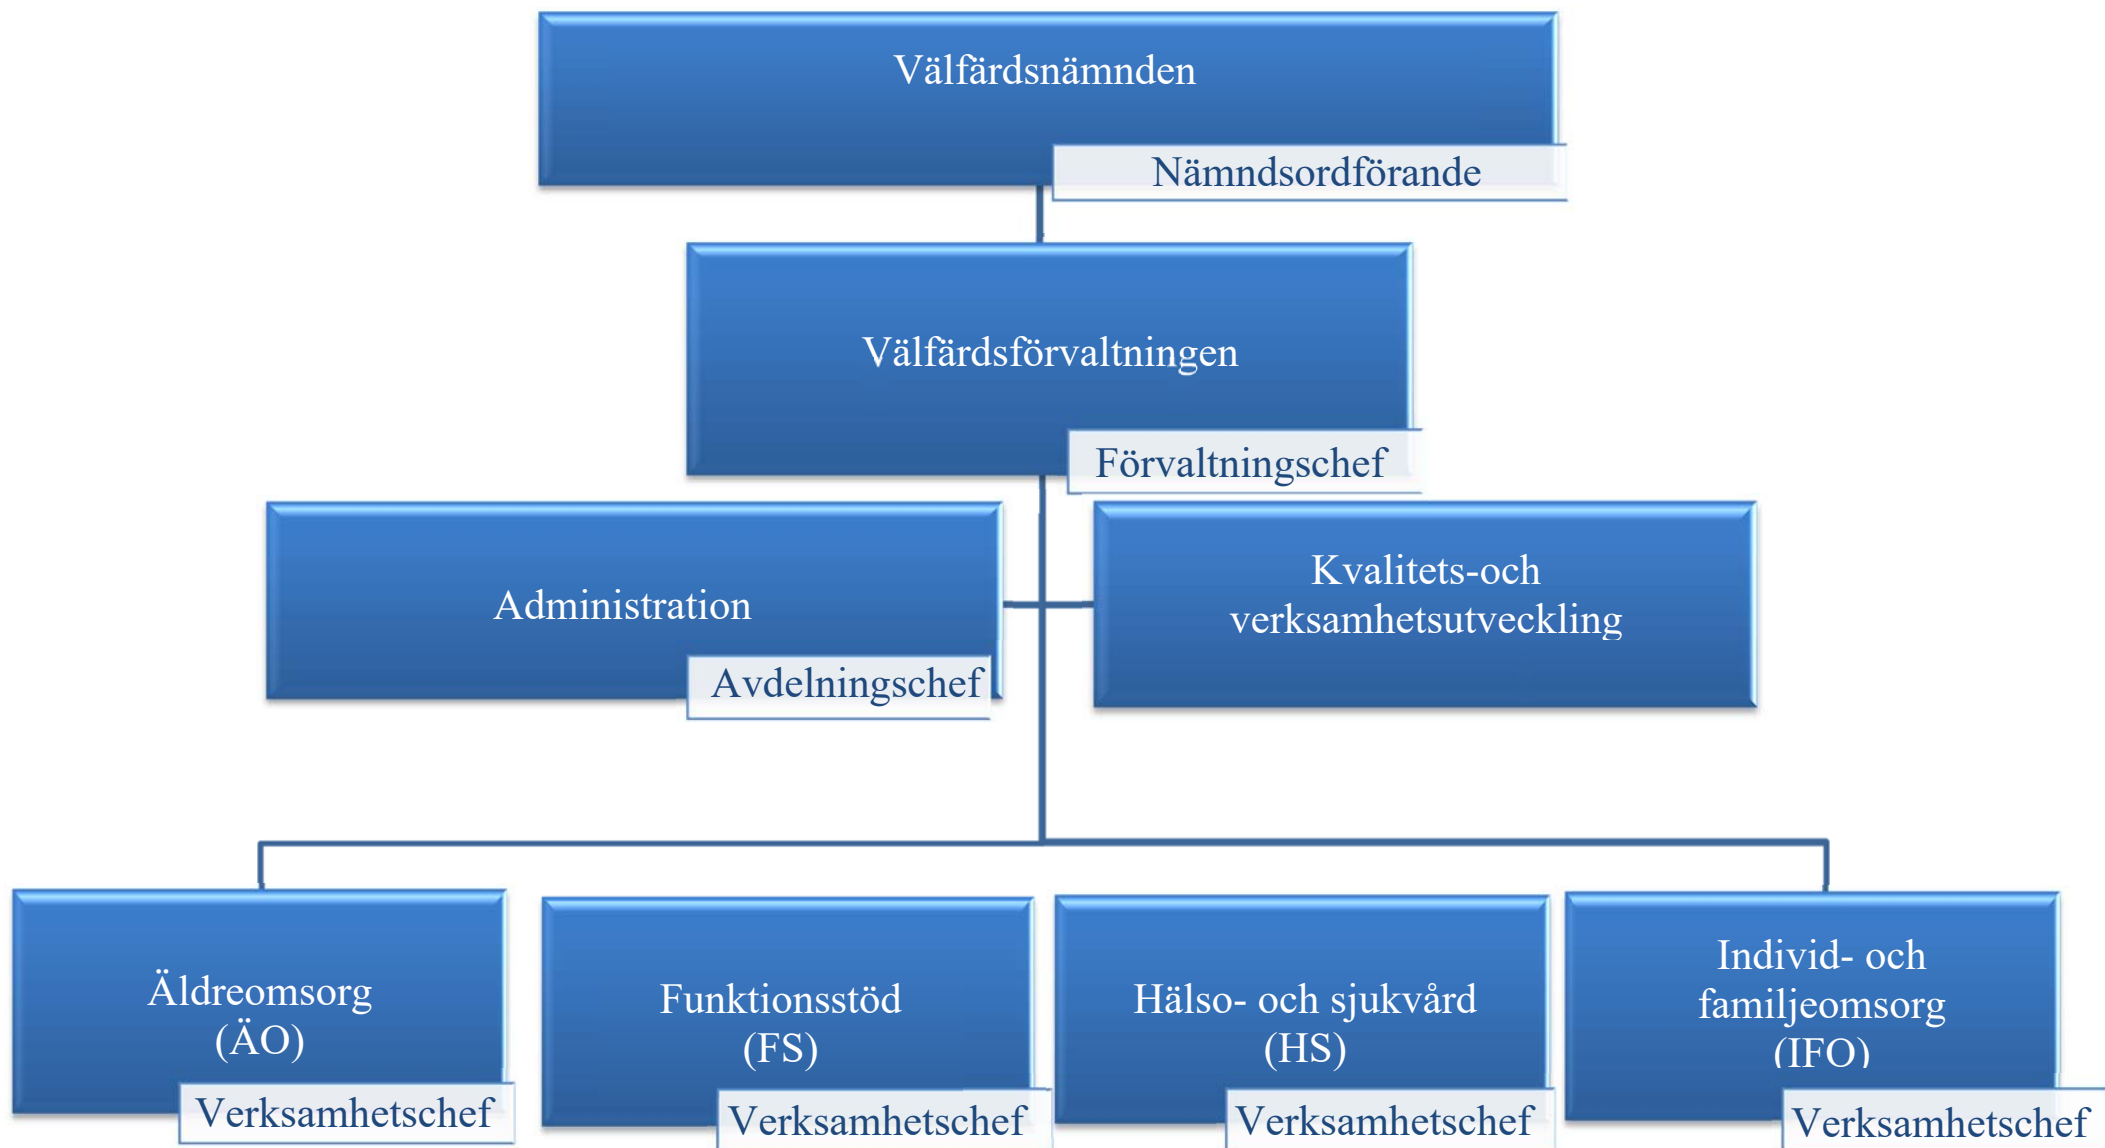 Välfärdsnämnden
Nämndsordförande
Välfärdsförvaltningen
Förvaltningschef
Administration
Avdelningschef
Kvalitets-och
verksamhetsutveckling
Äldreomsorg
(ÄO)
Verksamhetschef
Funktionsstöd
(FS)
Verksamhetschef
Hälso- och sjukvård
(HS)
Verksamhetschef
Individ- och
familjeomsorg
(IFO)
Verksamhetschef